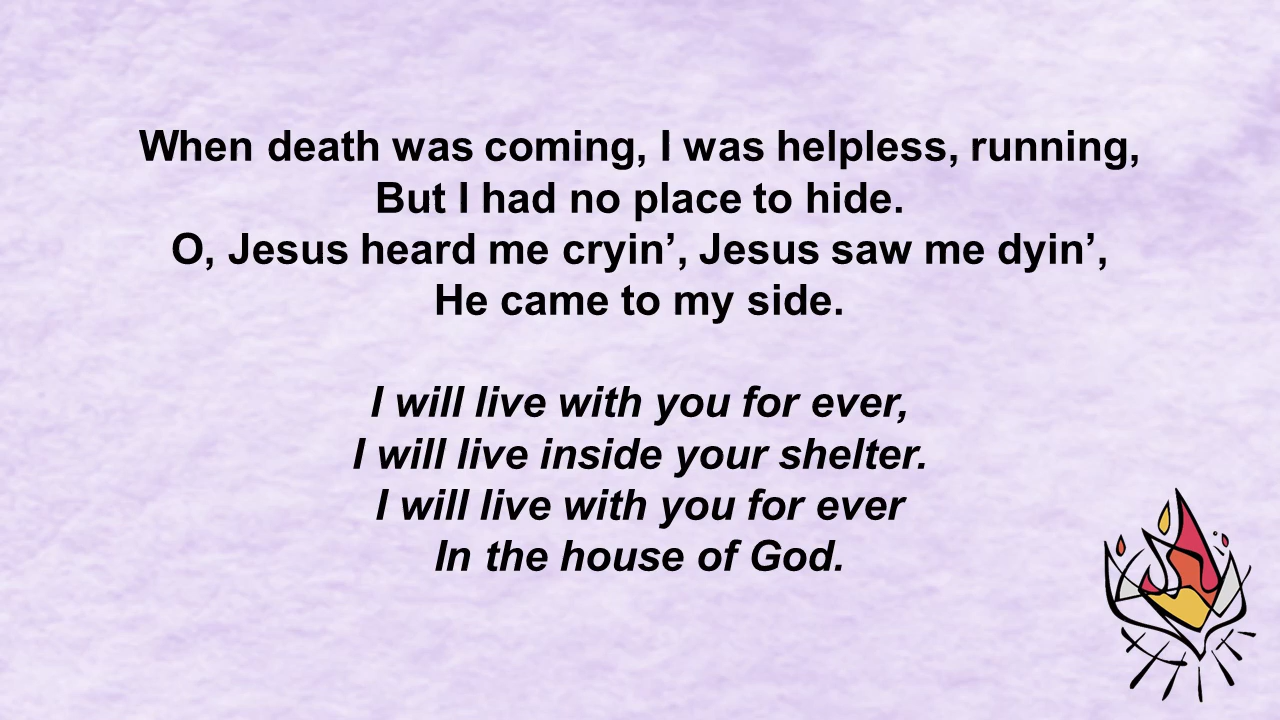 When death was coming, I was helpless, running,
But I had no place to hide.
O, Jesus heard me cryin’, Jesus saw me dyin’,
He came to my side.

I will live with you for ever,
I will live inside your shelter.
I will live with you for ever
In the house of God.